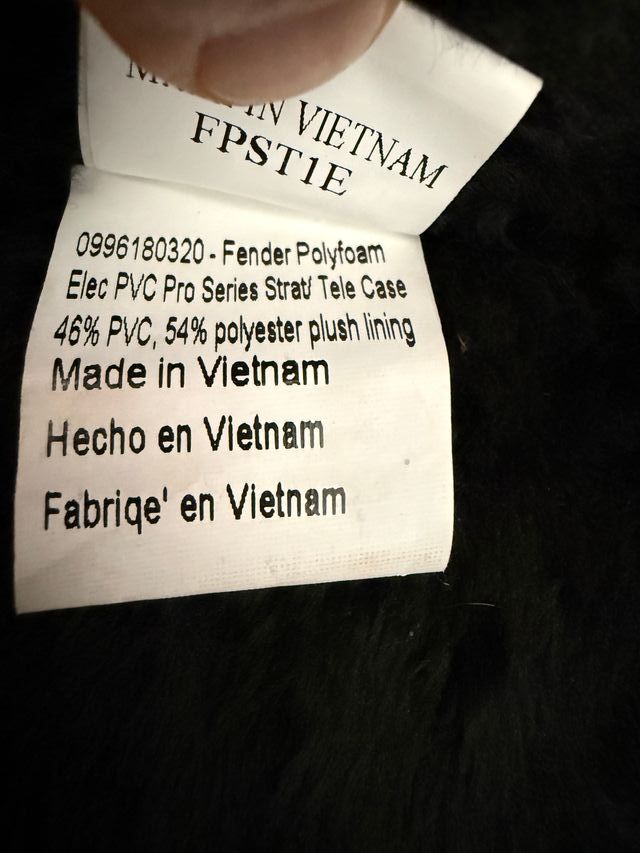 IN VIETNAM
FPST1E
0996180320 - Fender Polyfoam
Elec PVC Pro Series Strat/ Tele Case
46% PVC, 54% polyester plush lining
Made in Vietnam
Hecho en Vietnam
Fabriqe' en Vietnam